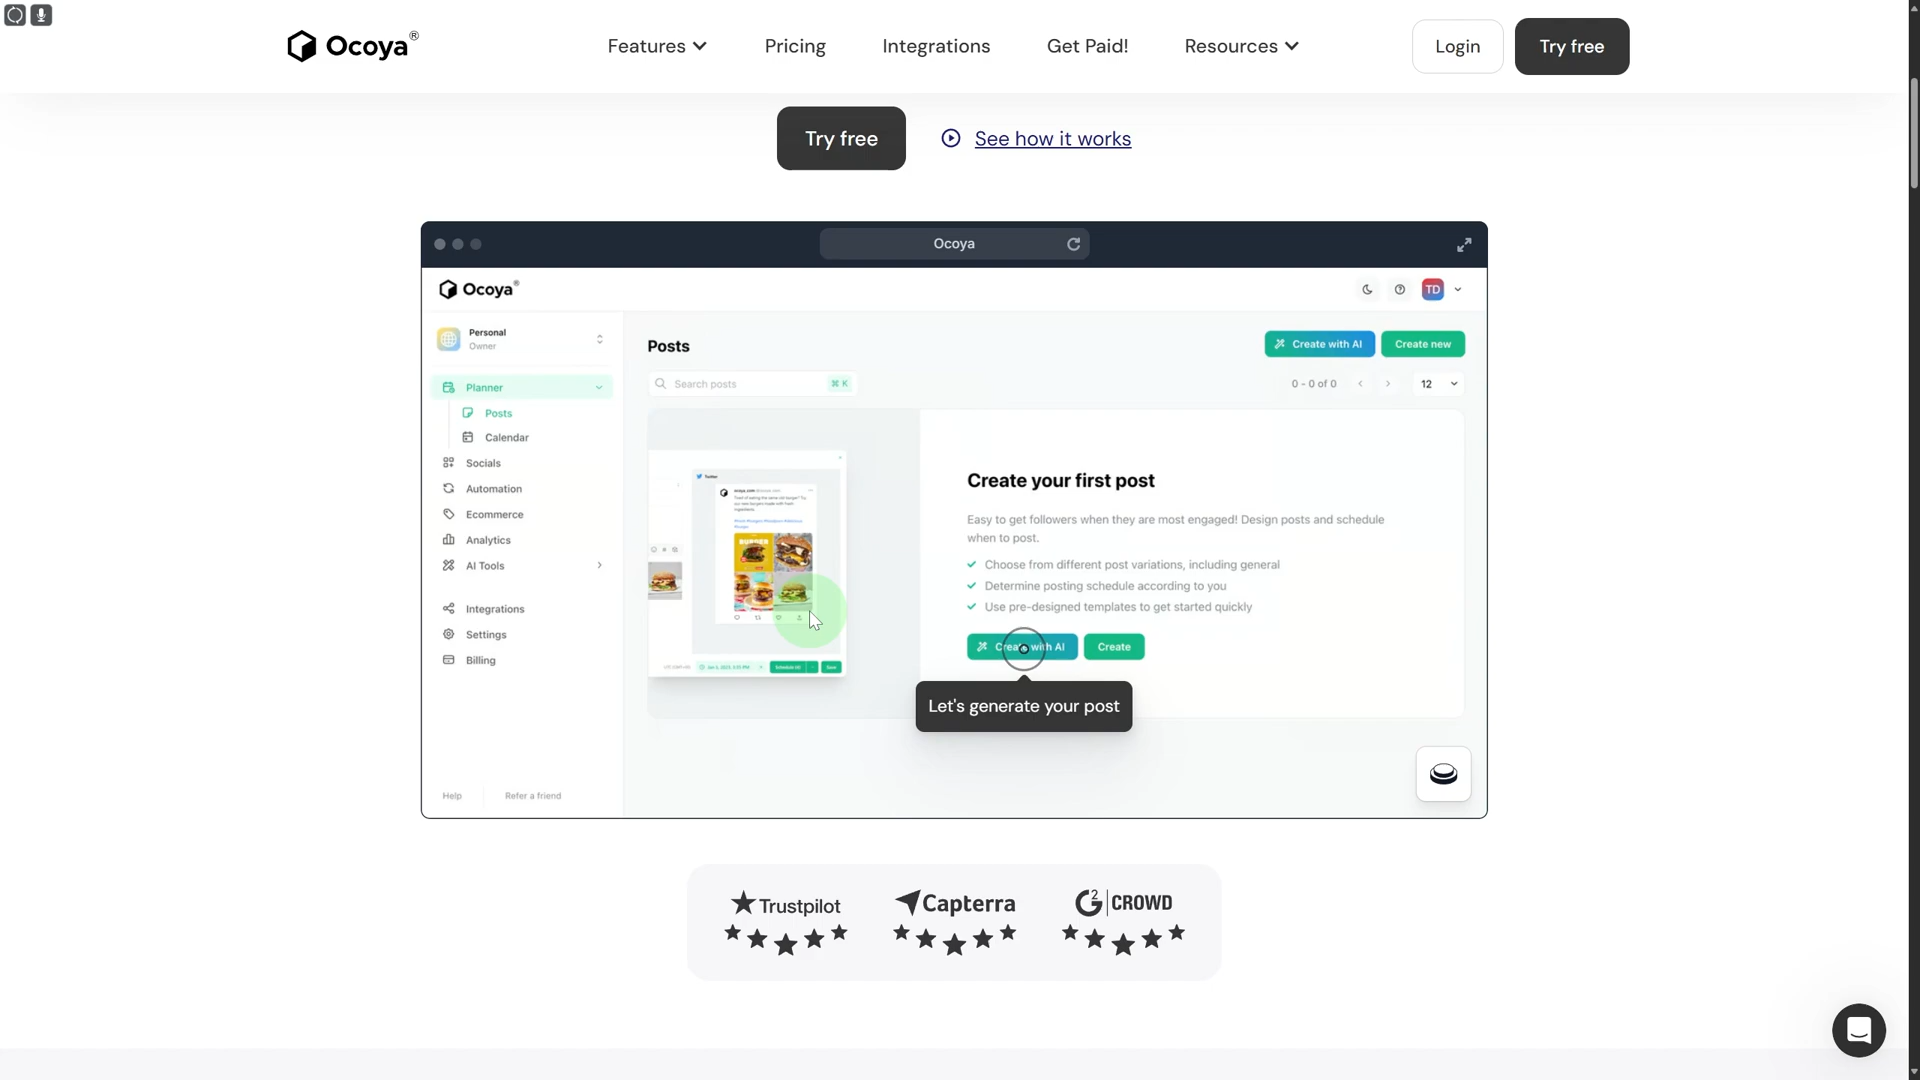 Ocoya®
Features
Pricing
Integrations
Get Paid!
Resources
Login
Try free
Try free
See how it works
Ocoya
Ocoya®
TD
Personal
Owner
Posts
Create with AI
Create new
Search posts
⌘ K
0 - 0 of 0
12
Planner
Posts
Calendar
Socials
Automation
Ecommerce
Analytics
AI Tools
Integrations
Settings
Billing
Help
Refer a friend
Twitter
BURGER
Save
Create your first post
Easy to get followers when they are most engaged! Design posts and schedule
when to post.
Choose from different post variations, including general
Determine posting schedule according to you
Use pre-designed templates to get started quickly
Create with AI
Create
Let's generate your post
Trustpilot
Capterra
G2 CROWD